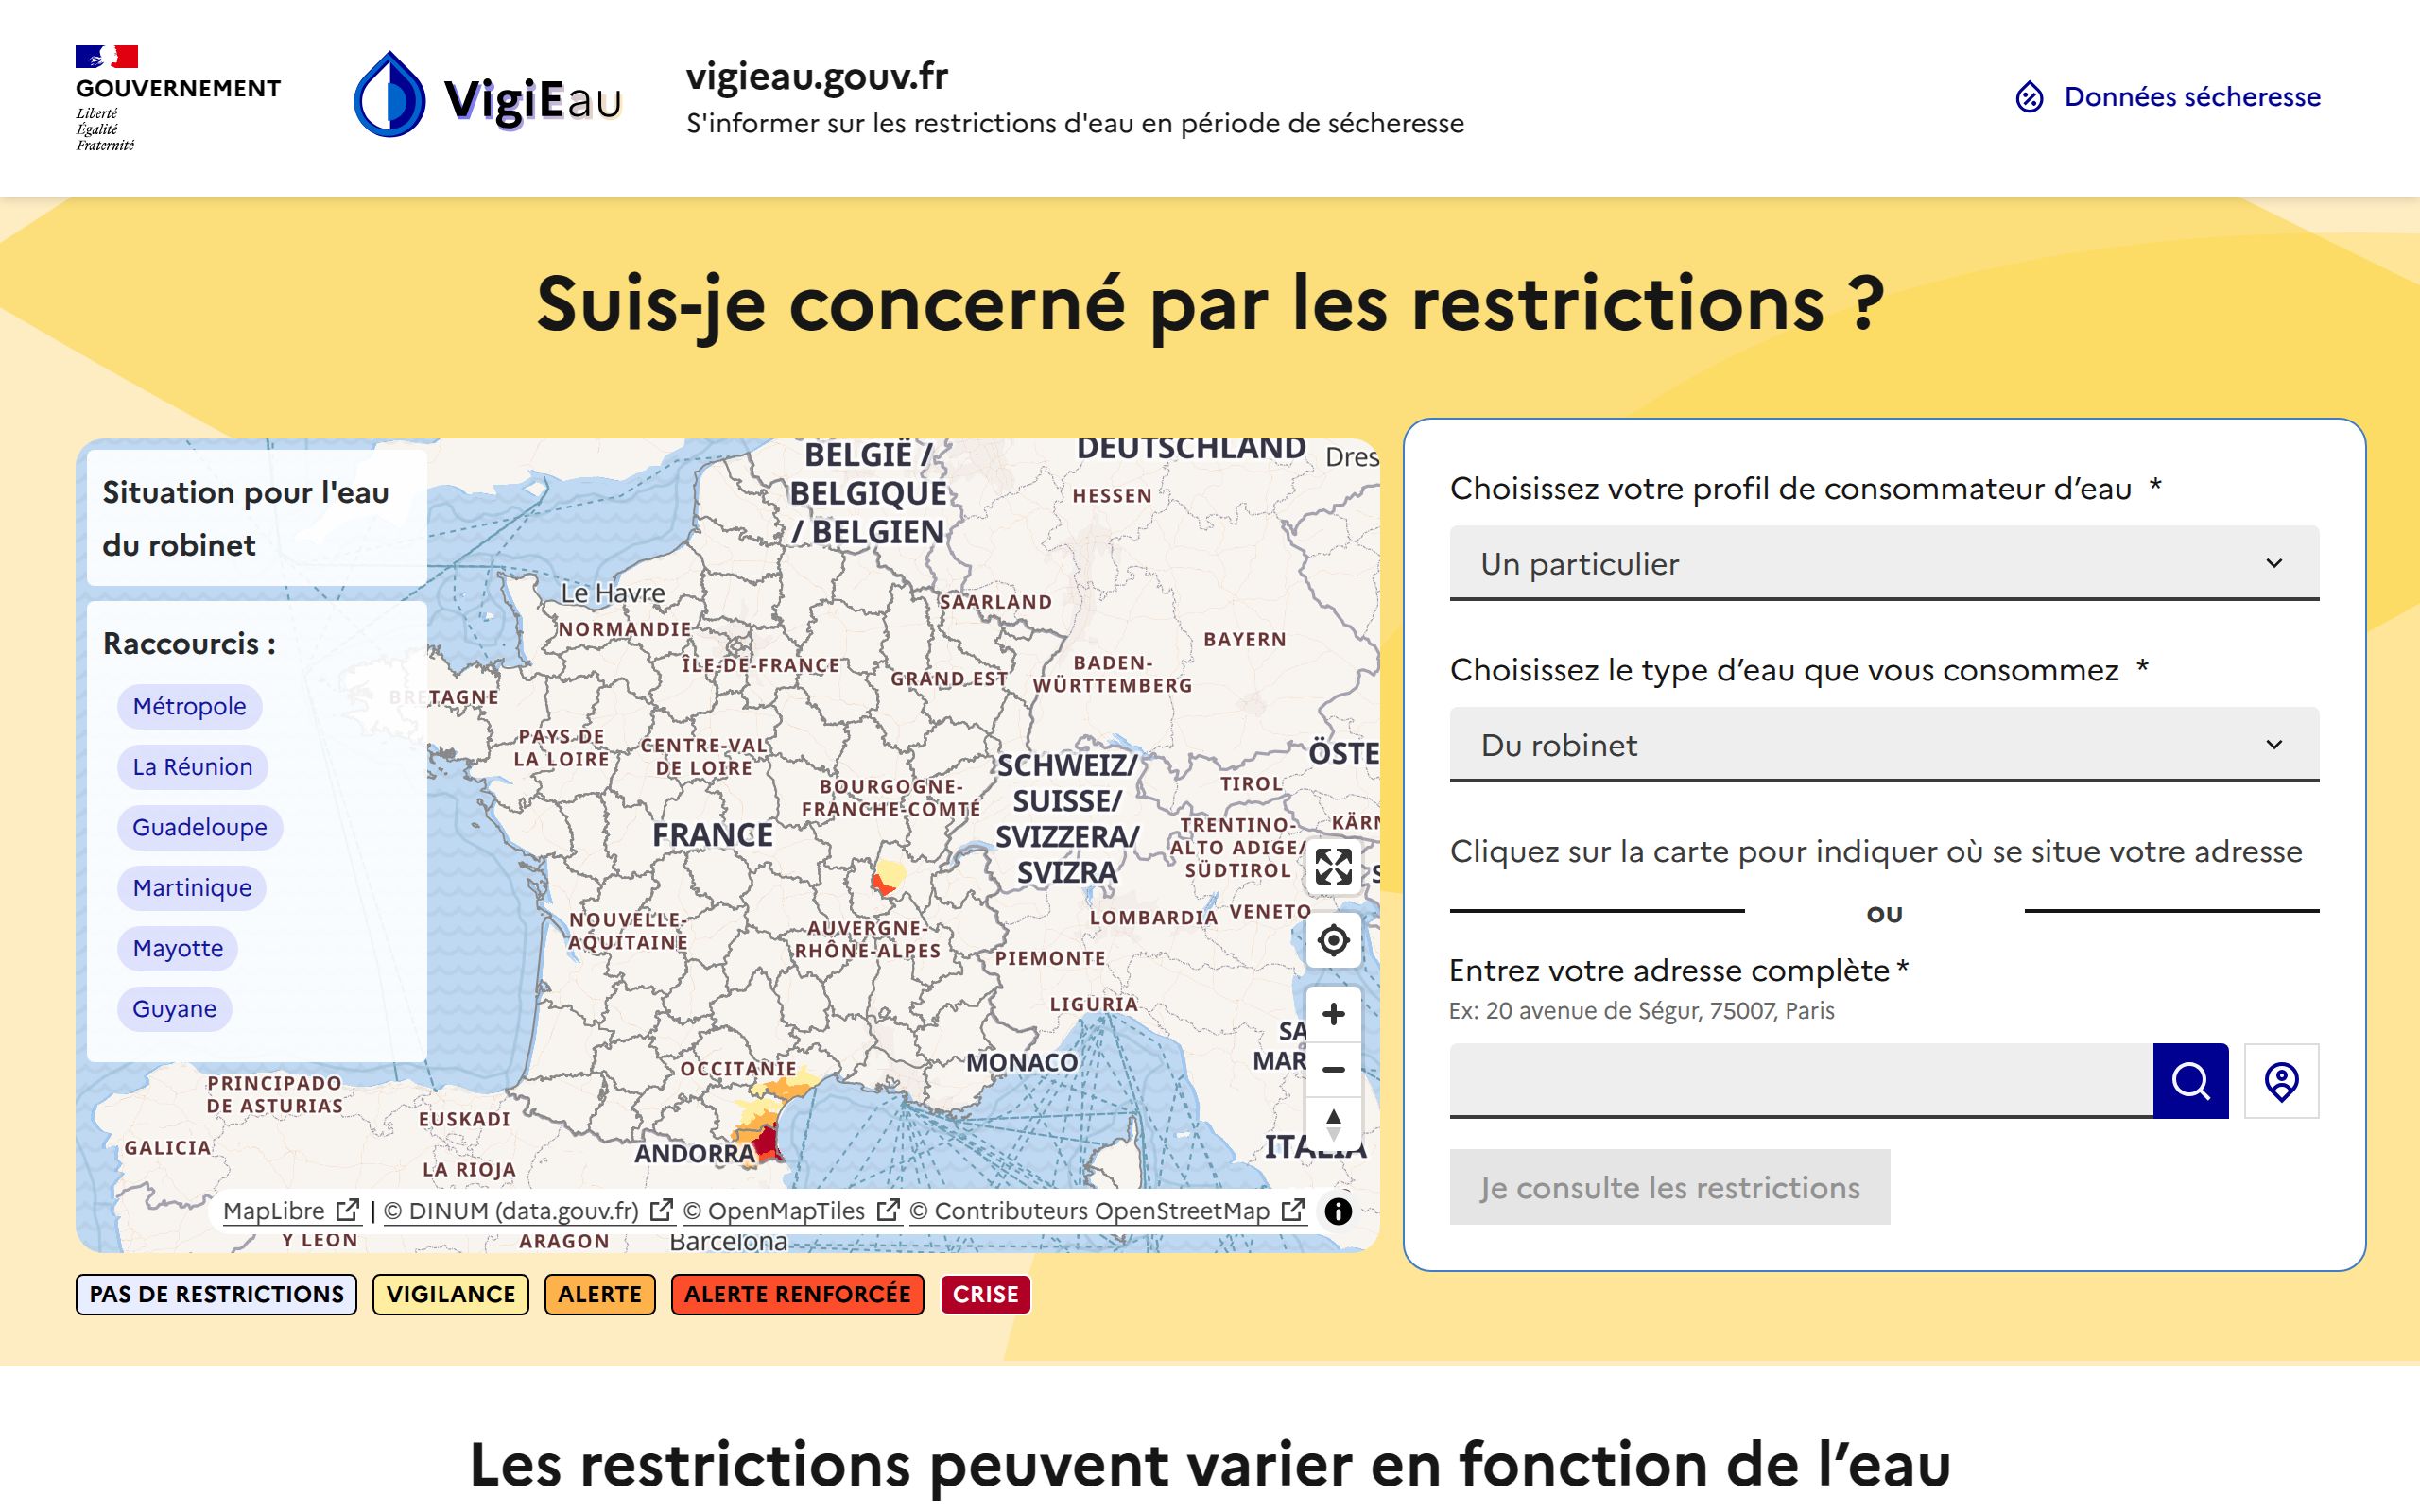 GOUVERNEMENT
Liberté
Égalité
Fraternité
VigiEau
vigieau.gouv.fr
S'informer sur les restrictions d'eau en période de sécheresse
Données sécheresse
Suis-je concerné par les restrictions ?
Situation pour l'eau
du robinet
Raccourcis :
Métropole
La Réunion
Guadeloupe
Martinique
Mayotte
Guyane
BELGIË /
BELGIQUE
/ BELGIEN
DEUTSCHLAND
Dres
HESSEN
Le Havre
NORMANDIE
SAARLAND
ÎLE-DE-FRANCE
GRAND EST
BAYERN
BADEN-
WÜRTTEMBERG
BRETAGNE
PAYS DE
LA LOIRE
CENTRE-VAL
DE LOIRE
BOURGOGNE-
FRANCHE-COMTÉ
SCHWEIZ/
SUISSE/
SVIZZERA/
SVIZRA
ÖSTE
TIROL
FRANCE
TRENTINO-
ALTO ADIGE/
SÜDTIROL
KÄRN
S
NOUVELLE-
AQUITAINE
AUVERGNE-
RHÔNE-ALPES
LOMBARDIA
VENETO
PIEMONTE
LIGURIA
SA
MAR
OCCITANIE
MONACO
PRINCIPADO
DE ASTURIAS
EUSKADI
GALICIA
LA RIOJA
ANDORRA
ITALIA
MapLibre | © DINUM (data.gouv.fr) © OpenMapTiles © Contributeurs OpenStreetMap
Y LEÓN
ARAGÓN
Barcelona
PAS DE RESTRICTIONS
VIGILANCE
ALERTE
ALERTE RENFORCÉE
CRISE
Choisissez votre profil de consommateur d’eau *
Un particulier
Choisissez le type d’eau que vous consommez *
Du robinet
Cliquez sur la carte pour indiquer où se situe votre adresse
OU
Entrez votre adresse complète*
Ex: 20 avenue de Ségur, 75007, Paris
Je consulte les restrictions
Les restrictions peuvent varier en fonction de l’eau